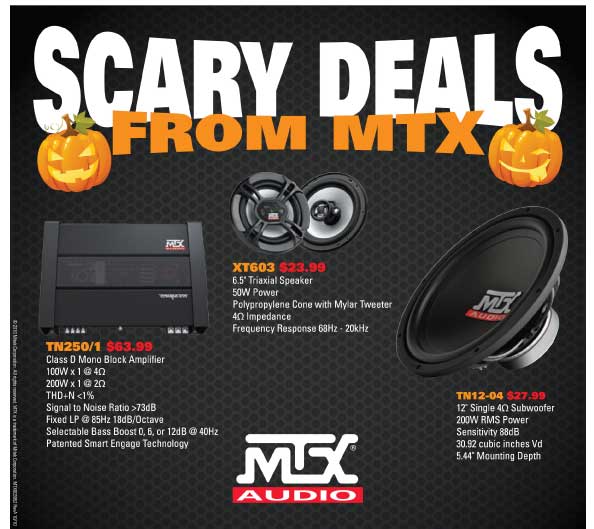 SCARY DEALS
FROM MTX
MTX
AUDIO
XT603 $23.99
6.5" Triaxial Speaker
50W Power
Polypropylene Cone with Mylar Tweeter
4Ω Impedance
Frequency Response 68Hz - 20kHz
MTX
AUDIO
TN250/1 $63.99
Class D Mono Block Amplifier
100W x 1 @ 4Ω
200W x 1 @ 2Ω
THD+N <1%
Signal to Noise Ratio >73dB
Fixed LP @ 85Hz 18dB/Octave
Selectable Bass Boost 0, 6, or 12dB @ 40Hz
Patented Smart Engage Technology
TN12-04 $27.99
12" Single 4Ω Subwoofer
200W RMS Power
Sensitivity 88dB
30.92 cubic inches Vd
5.44" Mounting Depth
MTX®
AUDIO